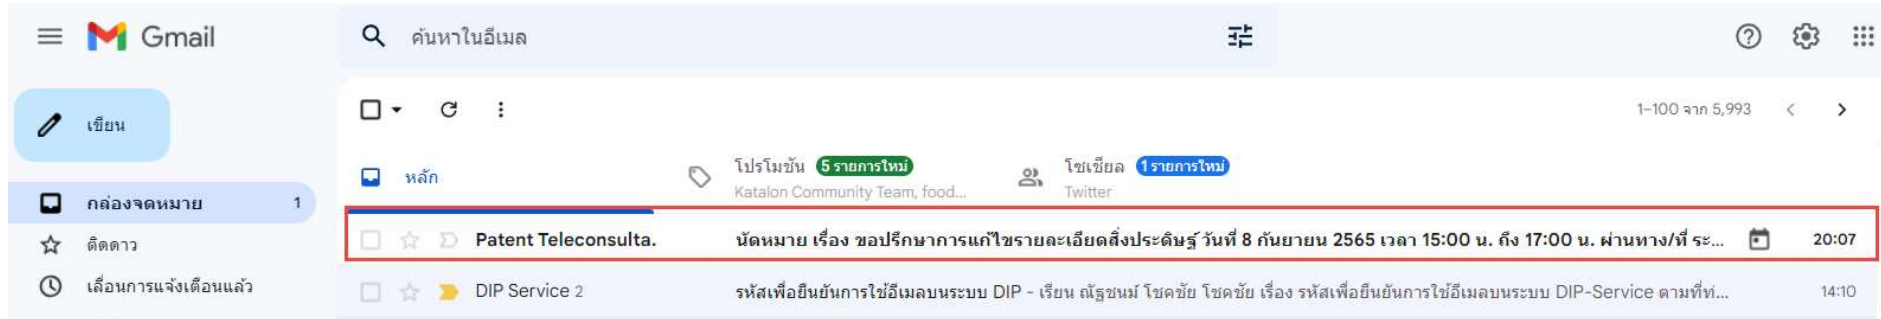 Gmail
ค้นหาในอีเมล
เขียน
1–100 จาก 5,993
หลัก
โปรโมชัน 5 รายการใหม่
Katalon Community Team, food...
โซเชียล 1 รายการใหม่
Twitter
กล่องจดหมาย 1
Patent Teleconsulta. นัดหมาย เรื่อง ขอปรึกษาการแก้ไขรายละเอียดสิ่งประดิษฐ์ วันที่ 8 กันยายน 2565 เวลา 15:00 น. ถึง 17:00 น. ผ่านทาง/ที่ ระ... 20:07
ติดดาว
DIP Service 2 รหัสเพื่อยืนยันการใช้อีเมลบนระบบ DIP - เรียน ณัฐชนม์ โชคชัย โชคชัย เรื่อง รหัสเพื่อยืนยันการใช้อีเมลบนระบบ DIP-Service ตามที่ท่... 14:10
เลื่อนการแจ้งเตือนแล้ว